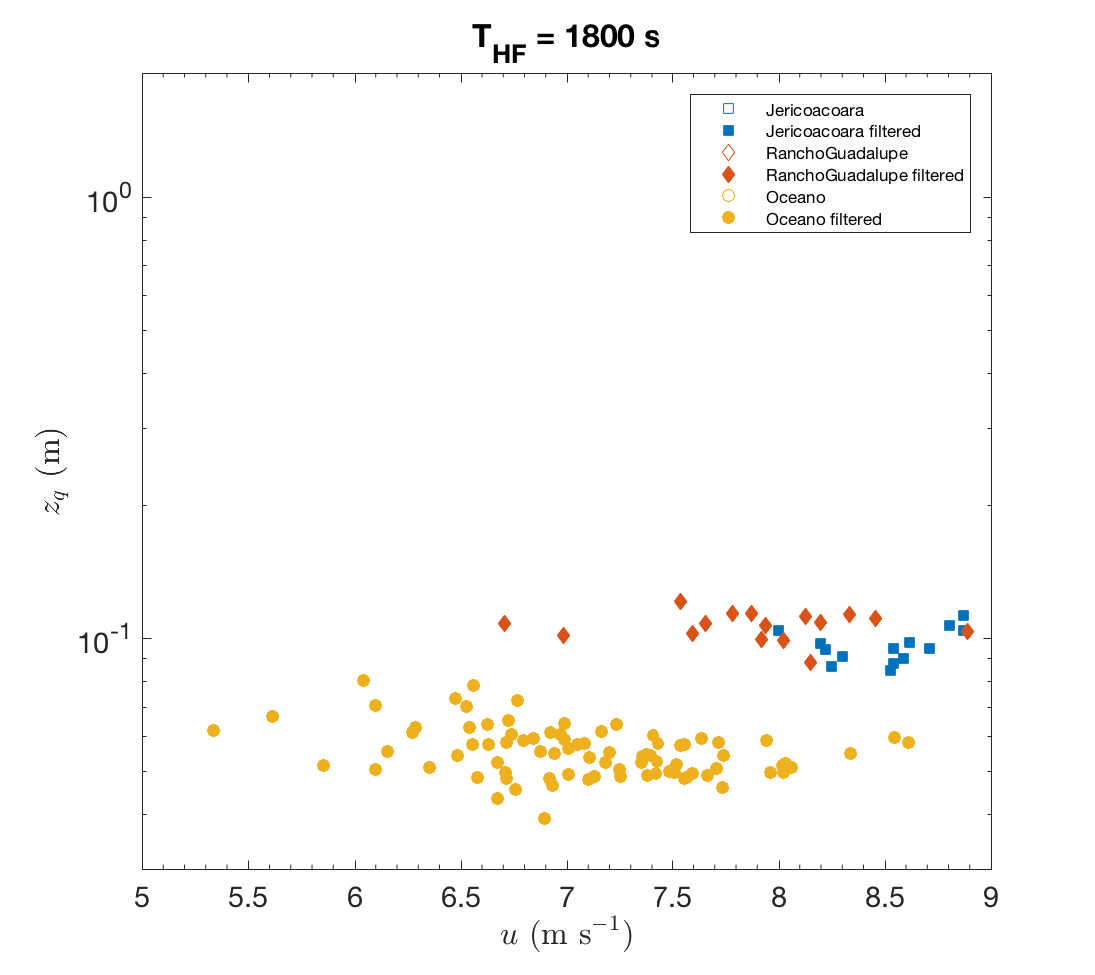 T_HF = 1800 s
Jericoacoara
Jericoacoara filtered
RanchoGuadalupe
RanchoGuadalupe filtered
Oceano
Oceano filtered
10^0
10^-1
z_q (m)
5 5.5 6 6.5 7 7.5 8 8.5 9
u (m s^−1)